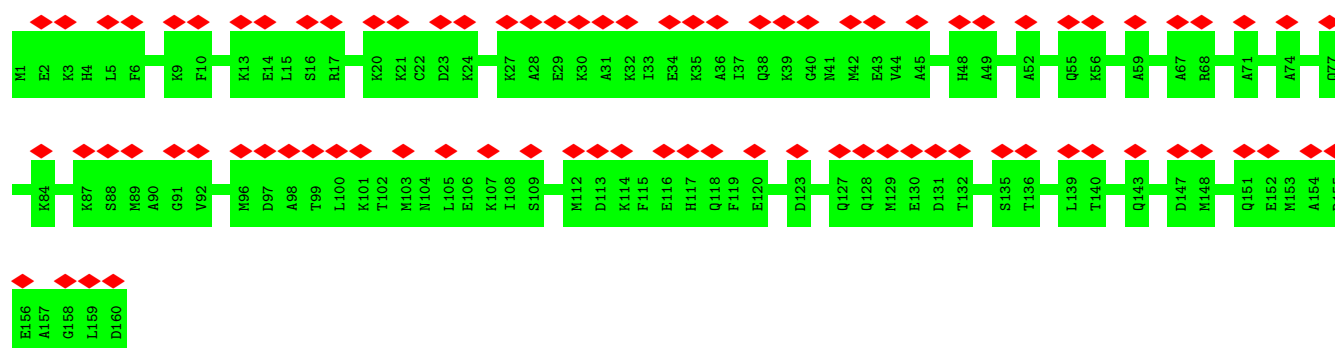 M1 E2 K3 H4 L5 F6 K9 F10 K13 E14 L15 S16 R17 K20 K21 C22 D23 K24 K27 A28 E29 K30 A31 K32 I33 E34 K35 A36 I37 Q38 K39 G40 N41 M42 E43 V44 A45 H48 A49 A52 Q55 K56 A59 A67 R68 A71 A74
K84 K87 S88 M89 A90 G91 V92 M96 D97 A98 T99 L100 K101 T102 M103 N104 L105 E106 K107 I108 S109 M112 D113 K114 F115 E116 H117 Q118 F119 E120 D123 Q127 Q128 M129 E130 D131 T132 S135 T136 L139 T140 Q143 D147 M148 Q151 E152 M153 A154
E156 A157 G158 L159 D160